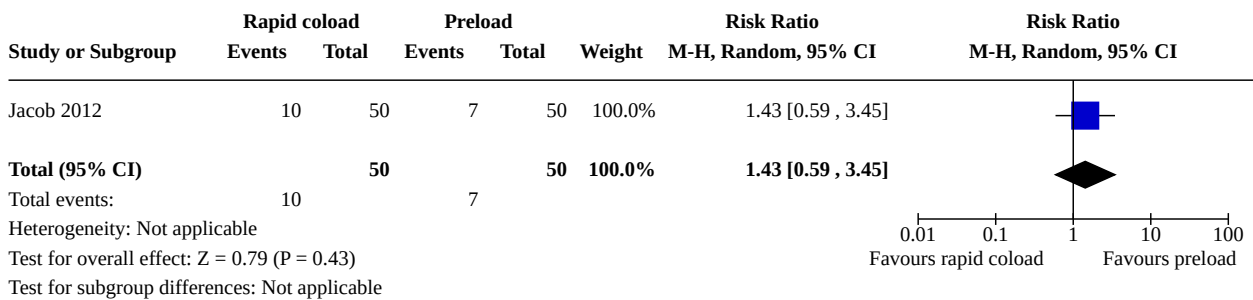 Rapid coload Preload Risk Ratio Risk Ratio
Study or Subgroup Events Total Events Total Weight M-H, Random, 95% CI M-H, Random, 95% CI
Jacob 2012 10 50 7 50 100.0% 1.43 [0.59 , 3.45]
Total (95% CI) 50 50 100.0% 1.43 [0.59 , 3.45]
Total events: 10 7
Heterogeneity: Not applicable
0.01 0.1 1 10 100
Test for overall effect: Z = 0.79 (P = 0.43) Favours rapid coload Favours preload
Test for subgroup differences: Not applicable